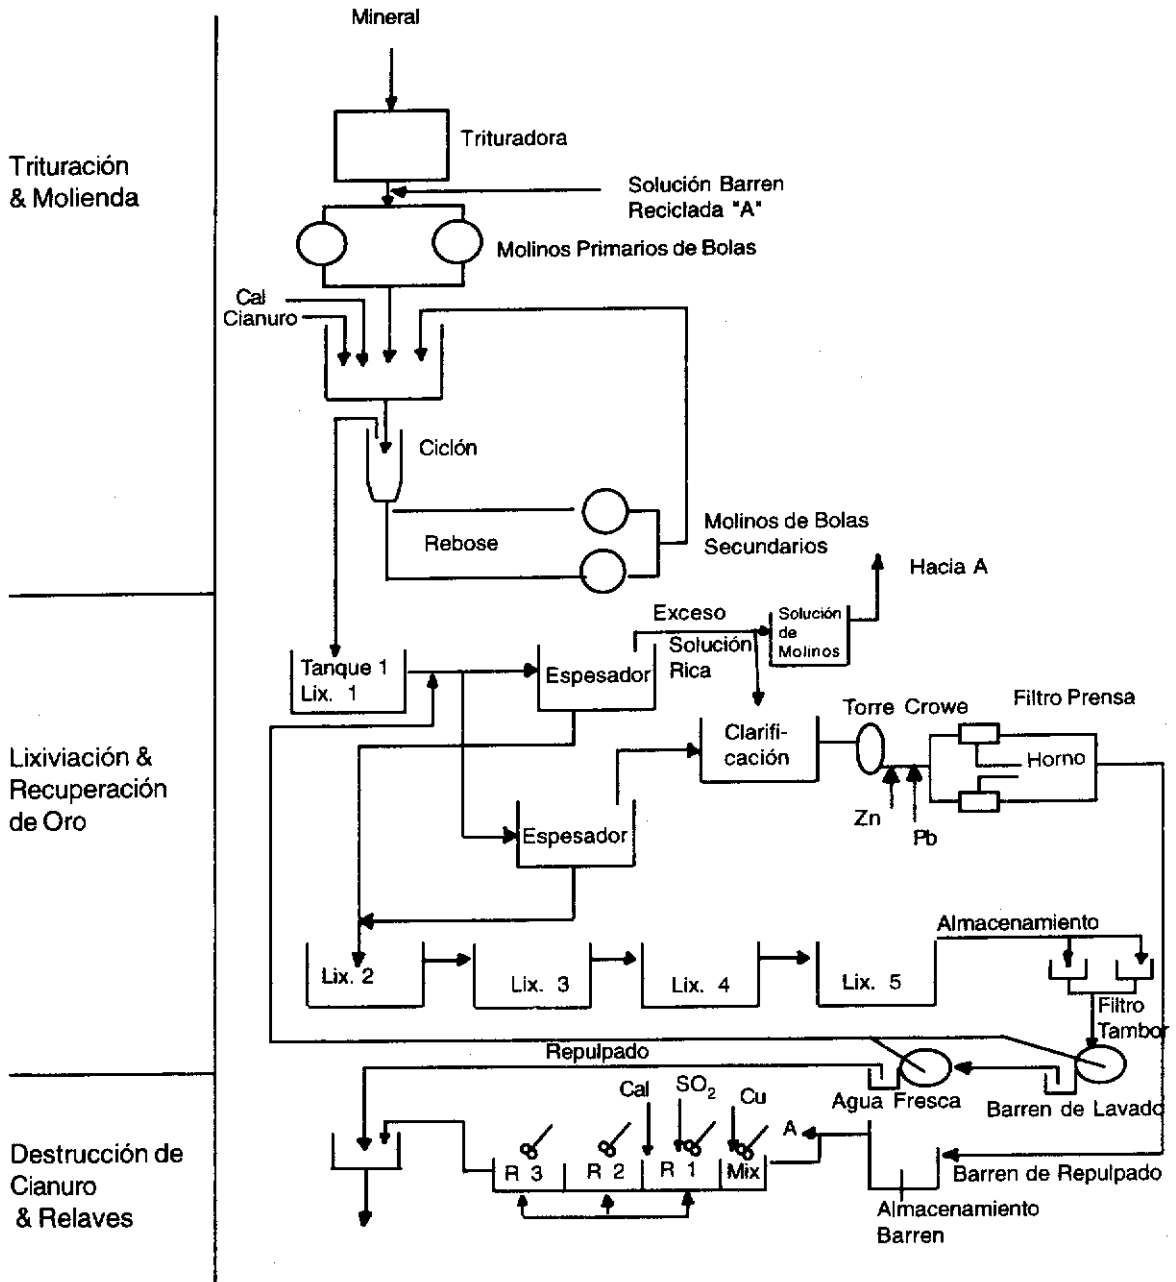 Mineral
Trituración
& Molienda
Trituradora
Solución Barren
Reciclada "A"
Molinos Primarios de Bolas
Cal
Cianuro
Ciclón
Rebose
Molinos de Bolas
Secundarios
Hacia A
Exceso
Solución
Rica
Solución
de
Molinos
Tanque 1
Lix. 1
Espesador
Lixiviación &
Recuperación
de Oro
Clarifi-
cación
Torre Crowe
Filtro Prensa
Horno
Zn
Pb
Espesador
Almacenamiento
Lix. 2
Lix. 3
Lix. 4
Lix. 5
Filtro
Tambor
Repulpado
Agua Fresca
Barren de Lavado
Destrucción de
Cianuro
& Relaves
Cal
SO₂
Cu
A
R 3
R 2
R 1
Mix
Barren de Repulpado
Almacenamiento
Barren